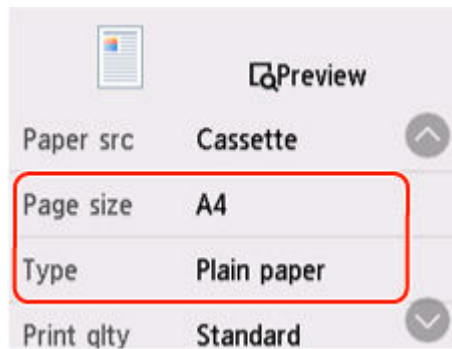 Preview
Paper src Cassette
Page size A4
Type Plain paper
Print qlty Standard